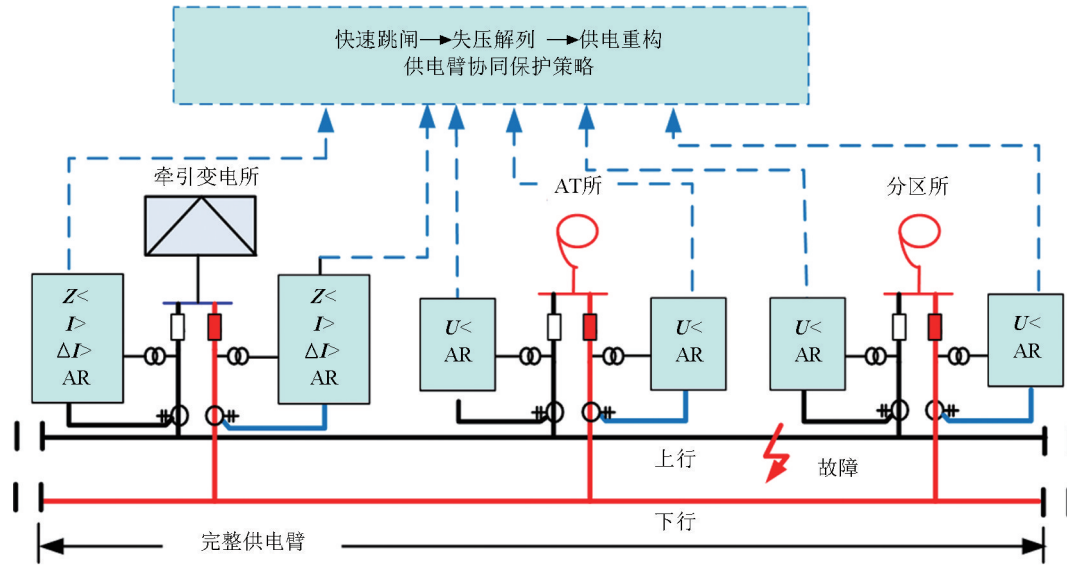 快速跳闸→失压解列→供电重构
供电臂协同保护策略
牵引变电所
AT所
分区所
Z<
I>
ΔI>
AR
Z<
I>
ΔI>
AR
U<
AR
U<
AR
U<
AR
U<
AR
上行
故障
下行
完整供电臂